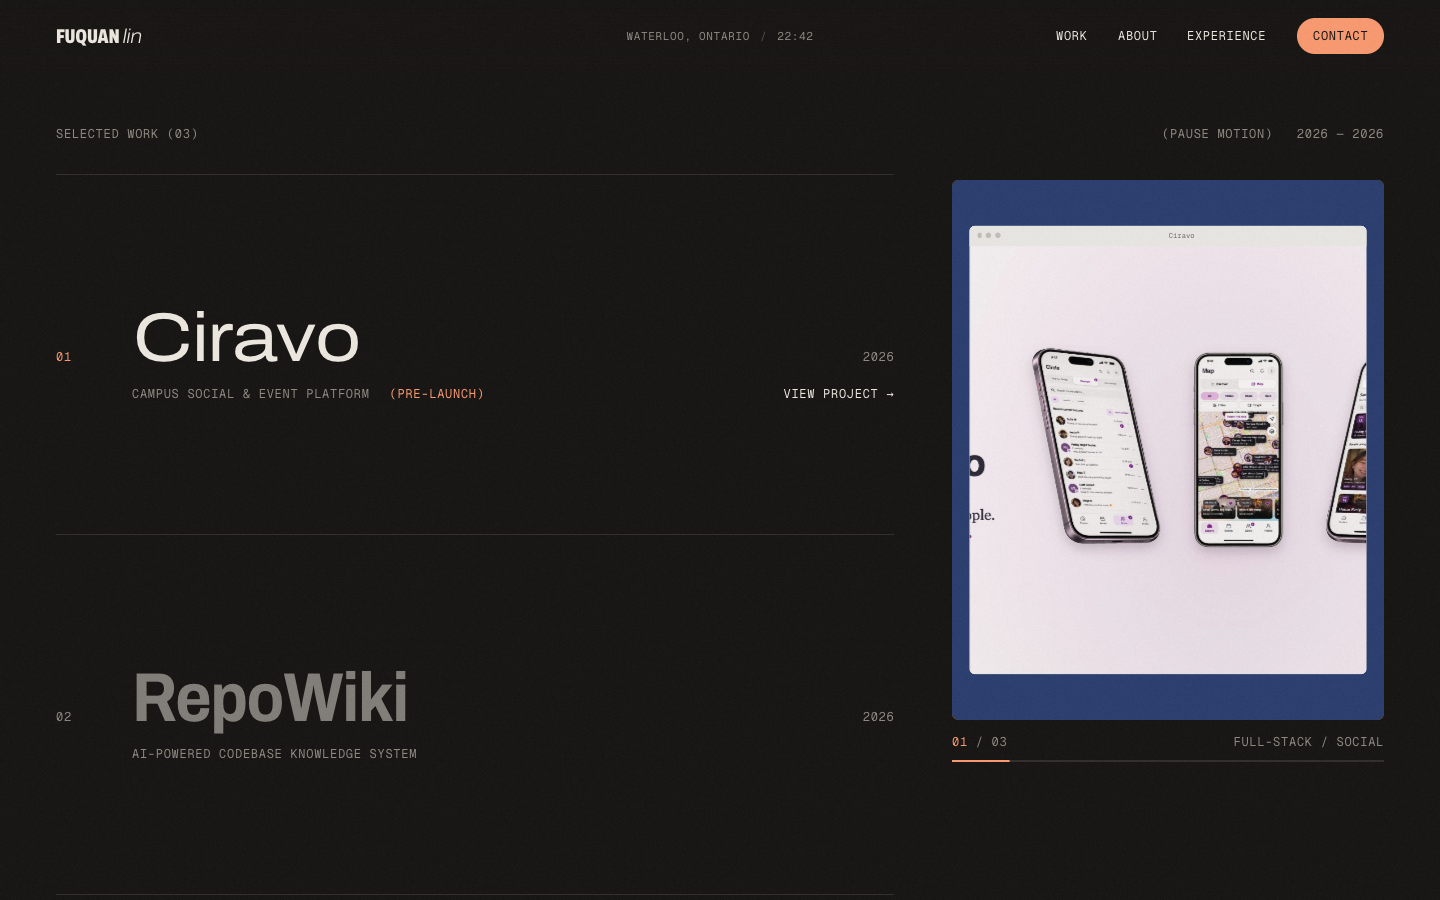 FUQUAN lin
WATERLOO, ONTARIO / 22:42
WORK ABOUT EXPERIENCE CONTACT
SELECTED WORK (03)
(PAUSE MOTION) 2026 — 2026
01 Ciravo 2026
CAMPUS SOCIAL & EVENT PLATFORM (PRE-LAUNCH)
VIEW PROJECT →
02 RepoWiki 2026
AI-POWERED CODEBASE KNOWLEDGE SYSTEM
Ciravo
Map
o
ople.
01 / 03
FULL-STACK / SOCIAL